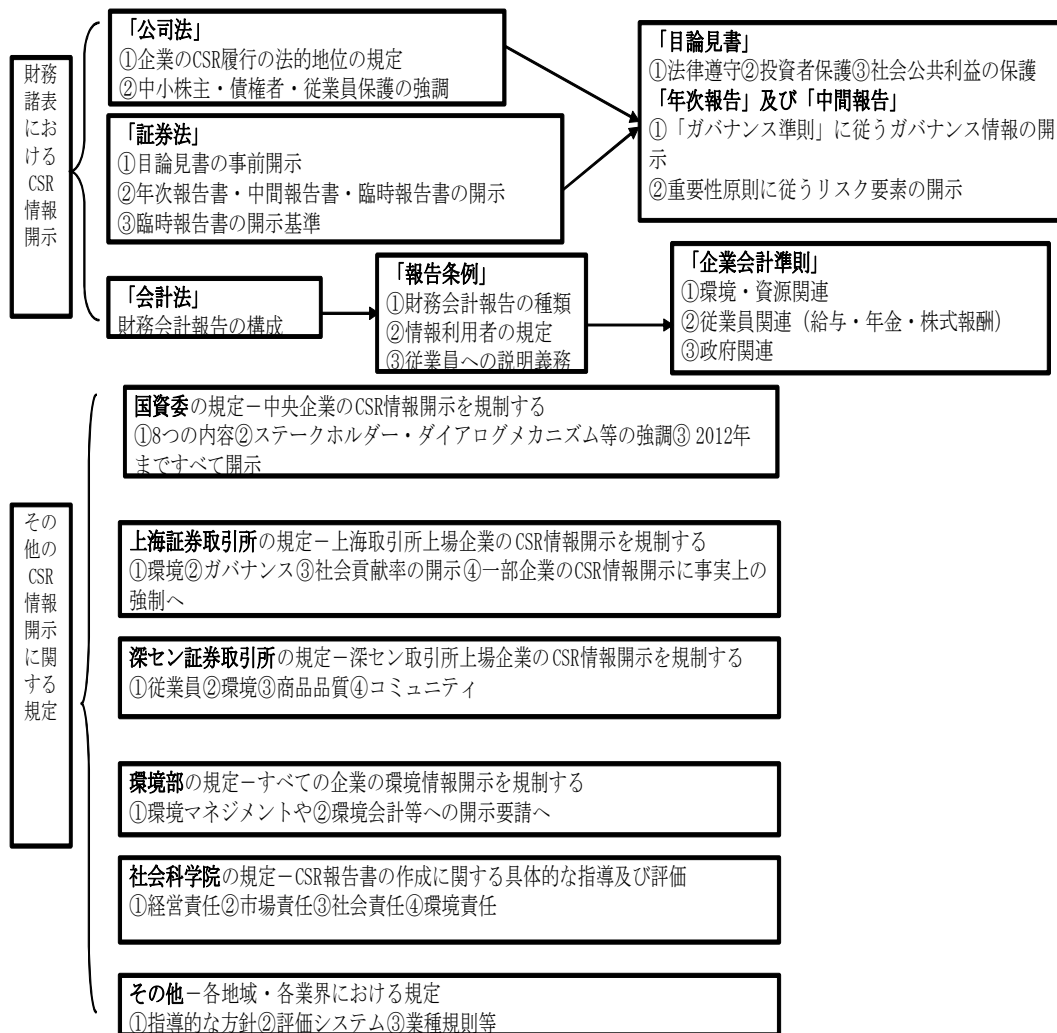 財務
諸表
にお
ける
CSR
情報
開示
「公司法」
①企業のCSR履行の法的地位の規定
②中小株主・債権者・従業員保護の強調
「証券法」
①目論見書の事前開示
②年次報告書・中間報告書・臨時報告書の開示
③臨時報告書の開示基準
「目論見書」
①法律遵守②投資者保護③社会公共利益の保護
「年次報告」及び「中間報告」
①「ガバナンス準則」に従うガバナンス情報の開
示
②重要性原則に従うリスク要素の開示
「会計法」
財務会計報告の構成
「報告条例」
①財務会計報告の種類
②情報利用者の規定
③従業員への説明義務
「企業会計準則」
①環境・資源関連
②従業員関連（給与・年金・株式報酬）
③政府関連
その
他の
CSR
情報
開示
に関
する
規定
国資委の規定－中央企業のCSR情報開示を規制する
①8つの内容②ステークホルダー・ダイアログメカニズム等の強調③ 2012年
まですべて開示
上海証券取引所の規定－上海取引所上場企業のCSR情報開示を規制する
①環境②ガバナンス③社会貢献率の開示④一部企業のCSR情報開示に事実上の
強制へ
深セン証券取引所の規定－深セン取引所上場企業のCSR情報開示を規制する
①従業員②環境③商品品質④コミュニティ
環境部の規定－すべての企業の環境情報開示を規制する
①環境マネジメントや②環境会計等への開示要請へ
社会科学院の規定－CSR報告書の作成に関する具体的な指導及び評価
①経営責任②市場責任③社会責任④環境責任
その他－各地域・各業界における規定
①指導的な方針②評価システム③業種規則等